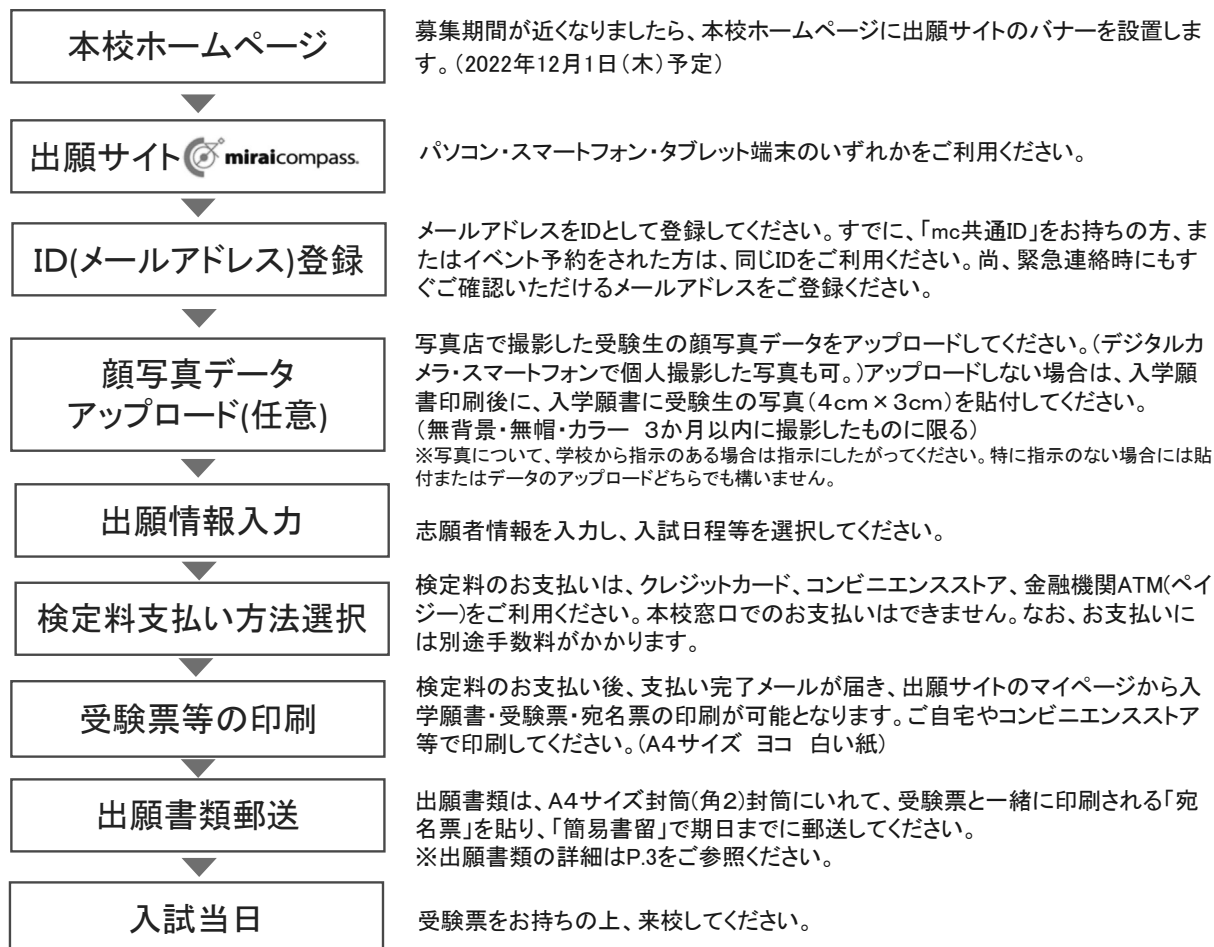 本校ホームページ
募集期間が近くなりましたら、本校ホームページに出願サイトのバナーを設置しま
す。(2022年12月1日(木)予定)
出願サイト miraicompass.
パソコン・スマートフォン・タブレット端末のいずれかをご利用ください。
ID(メールアドレス)登録
メールアドレスをIDとして登録してください。すでに、「mc共通ID」をお持ちの方、ま
たはイベント予約をされた方は、同じIDをご利用ください。尚、緊急連絡時にもす
ぐご確認いただけるメールアドレスをご登録ください。
顔写真データ
アップロード(任意)
写真店で撮影した受験生の顔写真データをアップロードしてください。(デジタルカ
メラ・スマートフォンで個人撮影した写真も可。)アップロードしない場合は、入学願
書印刷後に、入学願書に受験生の写真(4cm×3cm)を貼付してください。
(無背景・無帽・カラー 3か月以内に撮影したものに限る)
※写真について、学校から指示のある場合は指示にしたがってください。特に指示のない場合には貼
付またはデータのアップロードどちらでも構いません。
出願情報入力
志願者情報を入力し、入試日程等を選択してください。
検定料支払い方法選択
検定料のお支払いは、クレジットカード、コンビニエンスストア、金融機関ATM(ペイ
ジー)をご利用ください。本校窓口でのお支払いはできません。なお、お支払いに
は別途手数料がかかります。
受験票等の印刷
検定料のお支払い後、支払い完了メールが届き、出願サイトのマイページから入
学願書・受験票・宛名票の印刷が可能となります。ご自宅やコンビニエンスストア
等で印刷してください。(A4サイズ ヨコ 白い紙)
出願書類郵送
出願書類は、A4サイズ封筒(角2)封筒にいれて、受験票と一緒に印刷される「宛
名票」を貼り、「簡易書留」で期日までに郵送してください。
※出願書類の詳細はP.3をご参照ください。
入試当日
受験票をお持ちの上、来校してください。